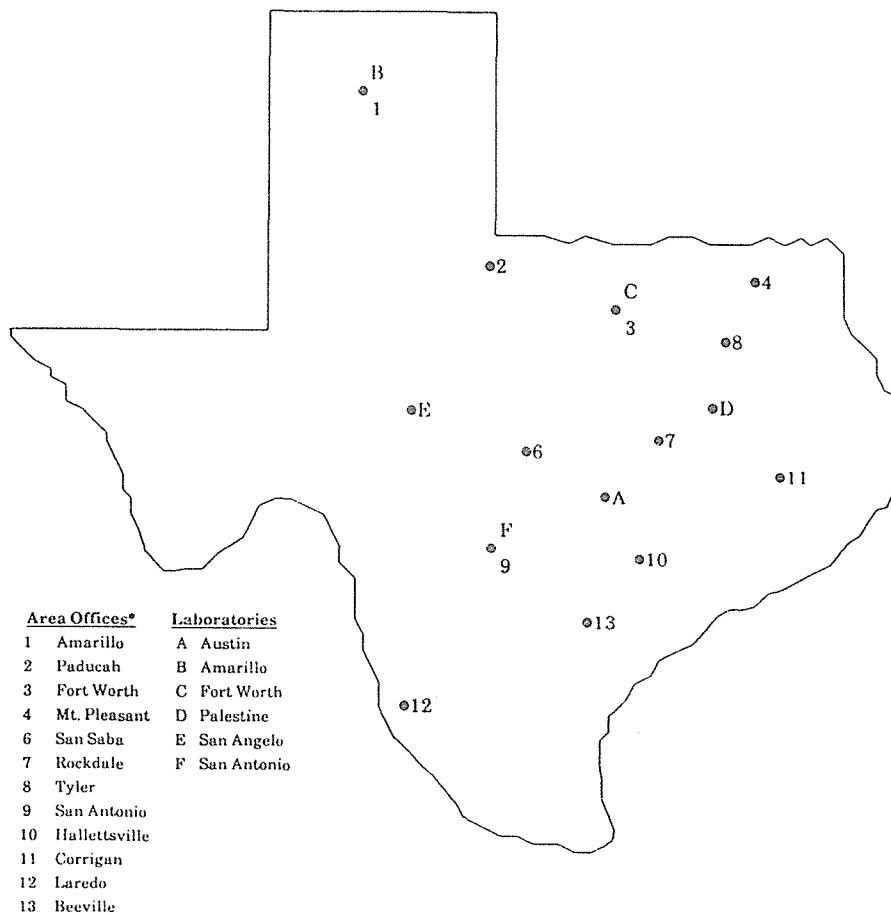 B
1
2
4
C
3
8
E
D
7
6
11
A
F
9
10
13
12
Area Offices* Laboratories
1 Amarillo A Austin
2 Paducah B Amarillo
3 Fort Worth C Fort Worth
4 Mt. Pleasant D Palestine
6 San Saba E San Angelo
7 Rockdale F San Antonio
8 Tyler
9 San Antonio
10 Hallettsville
11 Corrigan
12 Laredo
13 Beeville